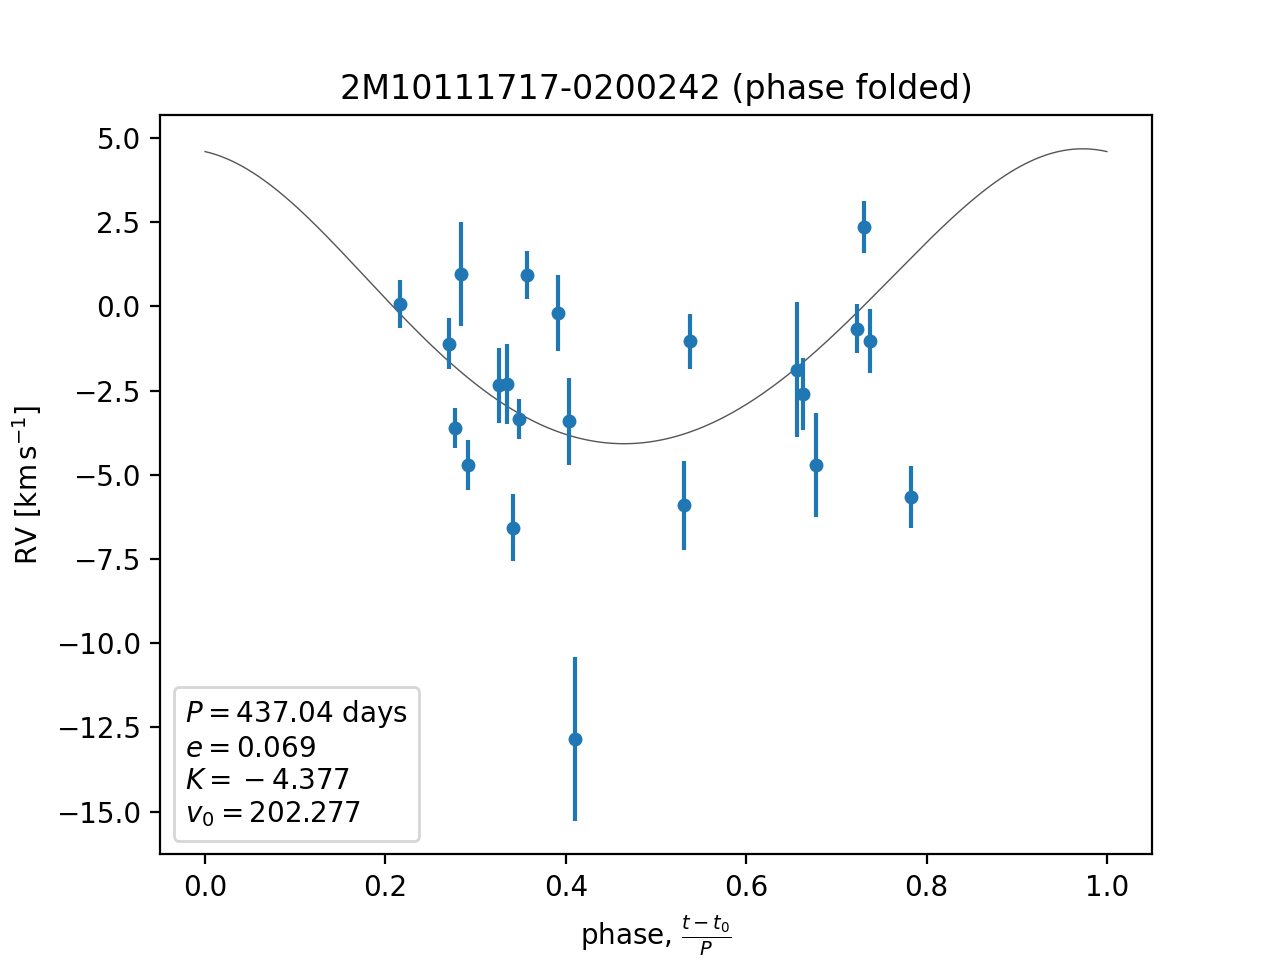 2M10111717-0200242 (phase folded)
5.0
2.5
0.0
−2.5
−5.0
−7.5
−10.0
−12.5
−15.0
RV [km s⁻¹]
P = 437.04 days
e = 0.069
K = − 4.377
v₀ = 202.277
0.0 0.2 0.4 0.6 0.8 1.0
phase, (t − t₀)/P